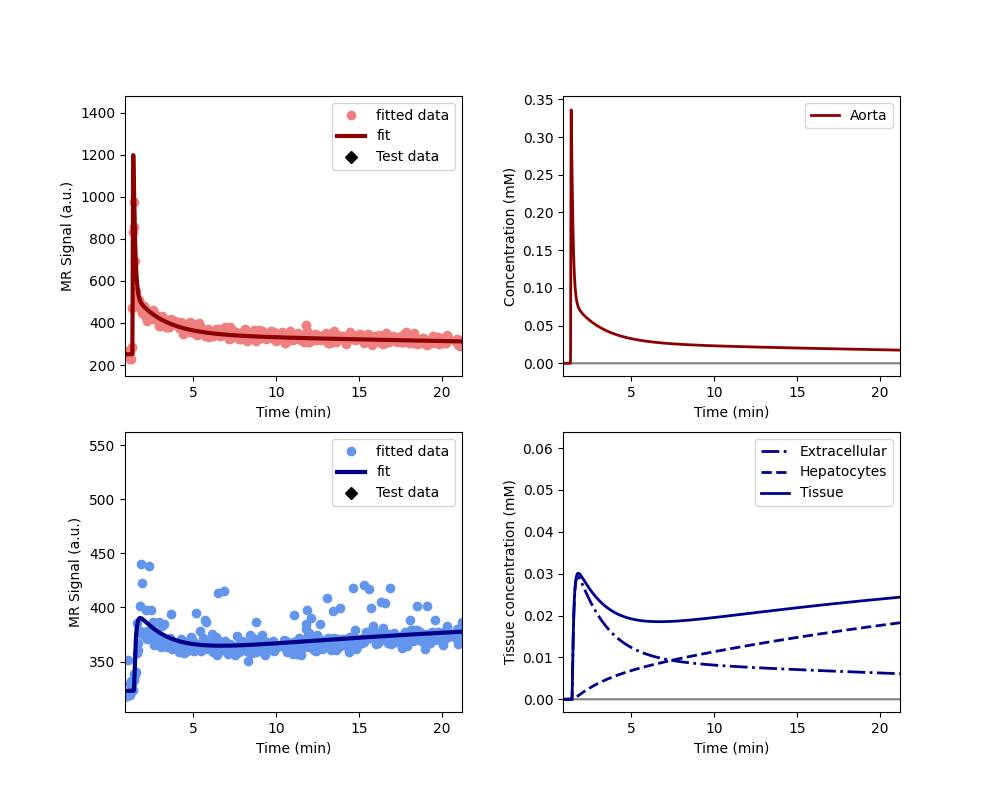 1400
1200
1000
800
600
400
200
MR Signal (a.u.)
fitted data
fit
Test data
5
10
15
20
Time (min)
0.35
0.30
0.25
0.20
0.15
0.10
0.05
0.00
Concentration (mM)
Aorta
5
10
15
20
Time (min)
550
500
450
400
350
MR Signal (a.u.)
fitted data
fit
Test data
5
10
15
20
Time (min)
0.06
0.05
0.04
0.03
0.02
0.01
0.00
Tissue concentration (mM)
Extracellular
Hepatocytes
Tissue
5
10
15
20
Time (min)